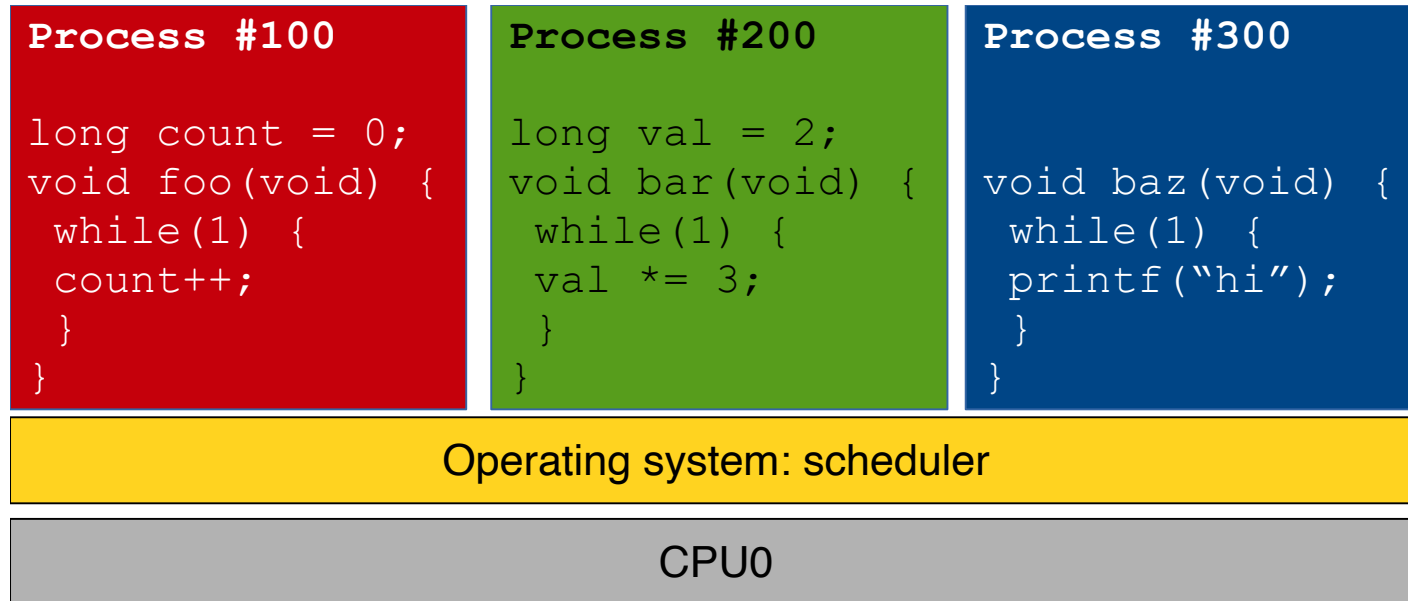 Process #100
long count = 0;
void foo(void) {
while(1) {
count++;
}
}
Process #200
long val = 2;
void bar(void) {
while(1) {
val *= 3;
}
}
Process #300
void baz(void) {
while(1) {
printf(“hi”);
}
}
Operating system: scheduler
CPU0